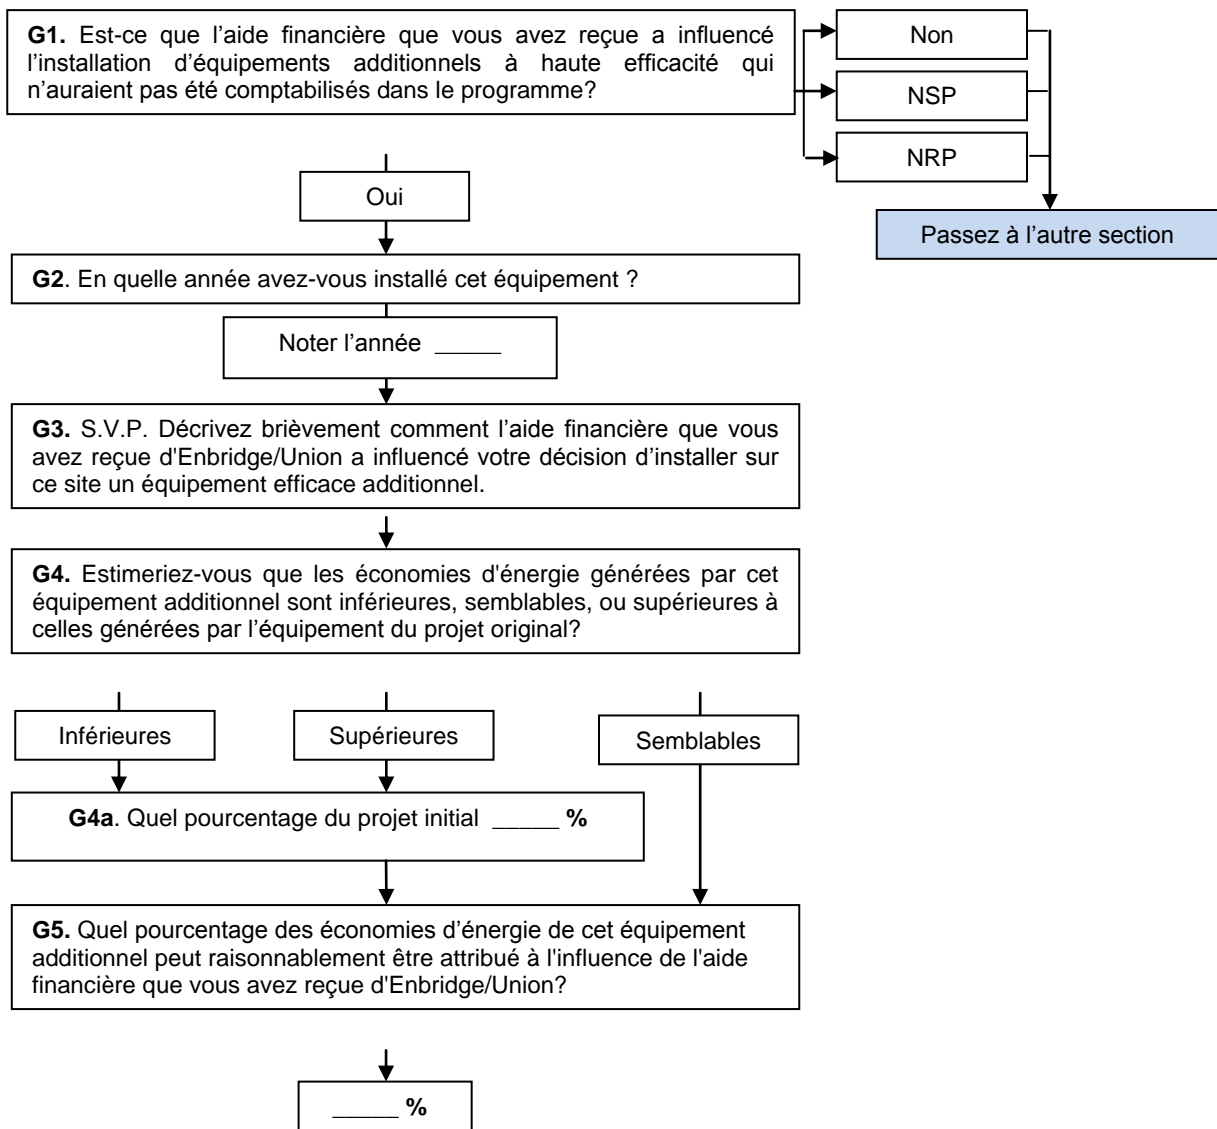 G1. Est-ce que l’aide financière que vous avez reçue a influencé
l’installation d’équipements additionnels à haute efficacité qui
n’auraient pas été comptabilisés dans le programme?
Non
NSP
NRP
Passez à l’autre section
Oui
G2. En quelle année avez-vous installé cet équipement ?
Noter l’année _____
G3. S.V.P. Décrivez brièvement comment l’aide financière que vous
avez reçue d'Enbridge/Union a influencé votre décision d’installer sur
ce site un équipement efficace additionnel.
G4. Estimeriez-vous que les économies d'énergie générées par cet
équipement additionnel sont inférieures, semblables, ou supérieures à
celles générées par l’équipement du projet original?
Inférieures
Supérieures
Semblables
G4a. Quel pourcentage du projet initial _____ %
G5. Quel pourcentage des économies d’énergie de cet équipement
additionnel peut raisonnablement être attribué à l'influence de l'aide
financière que vous avez reçue d'Enbridge/Union?
_____ %